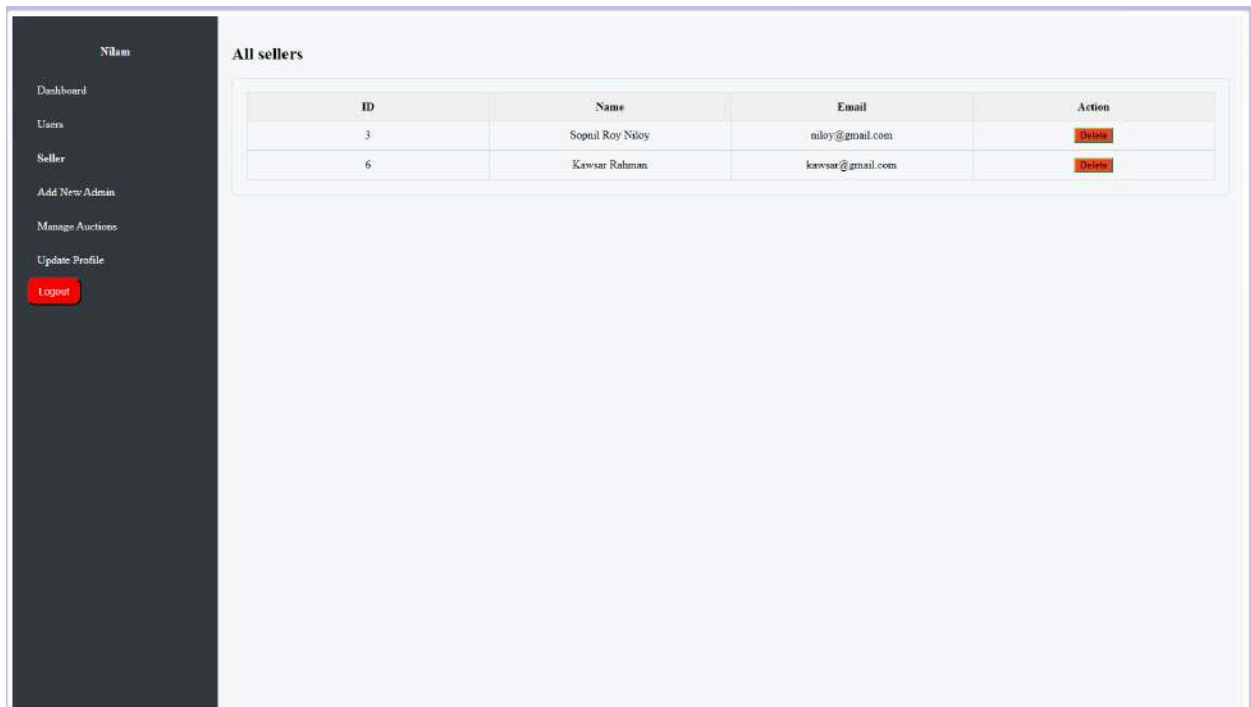 Nilam
Dashboard
Users
Seller
Add New Admin
Manage Auctions
Update Profile
Logout
All sellers
ID Name Email Action
3 Sopnil Roy Niloy niloy@gmail.com Delete
6 Kawsar Rahman kawsar@gmail.com Delete